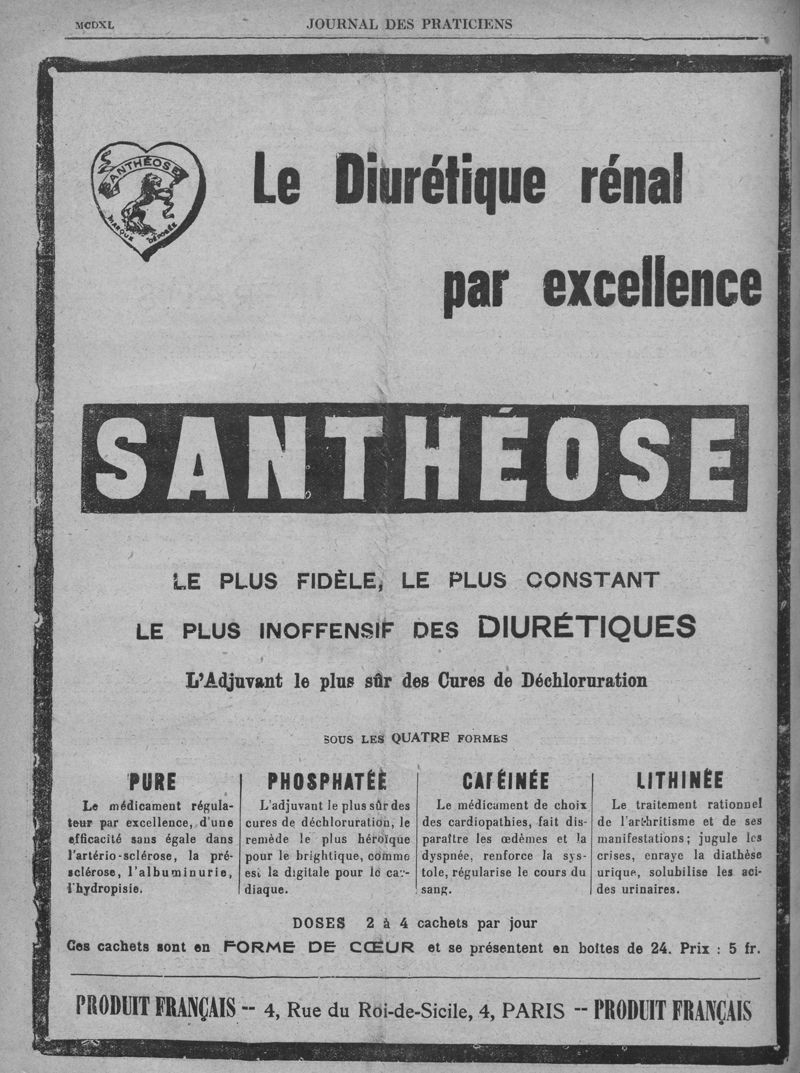 MCDXL
JOURNAL DES PRATICIENS
SANTHÉOSE
MARQUE DÉPOSÉE
Le Diurétique rénal
par excellence
SANTHÉOSE
LE PLUS FIDÈLE, LE PLUS CONSTANT
LE PLUS INOFFENSIF DES DIURÉTIQUES
L'Adjuvant le plus sûr des Cures de Déchloruration
SOUS LES QUATRE FORMES
PURE
Le médicament régula-
teur par excellence, d'une
efficacité sans égale dans
l'artério-sclérose, la pré-
sclérose, l'albuminurie,
l'hydropisie.
PHOSPHATÉE
L'adjuvant le plus sûr des
cures de déchloruration, le
remède le plus héroïque
pour le brightique, comme
est la digitale pour le car-
diaque.
CAFÉINÉE
Le médicament de choix
des cardiopathies, fait dis-
paraître les œdèmes et la
dyspnée, renforce la sys-
tole, régularise le cours du
sang.
LITHINÉE
Le traitement rationnel
de l'arthritisme et de ses
manifestations; jugule les
crises, enraye la diathèse
urique, solubilise les aci-
des urinaires.
DOSES 2 à 4 cachets par jour
Ces cachets sont en FORME DE CŒUR et se présentent en boîtes de 24. Prix : 5 fr.
PRODUIT FRANÇAIS -- 4, Rue du Roi-de-Sicile, 4, PARIS -- PRODUIT FRANÇAIS